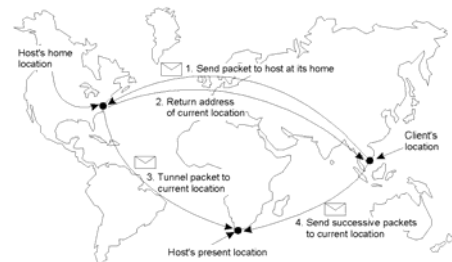 Host's home
location
1. Send packet to host at its home
2. Return address
of current location
Client's
location
3. Tunnel packet to
current location
4. Send successive packets
to current location
Host's present location